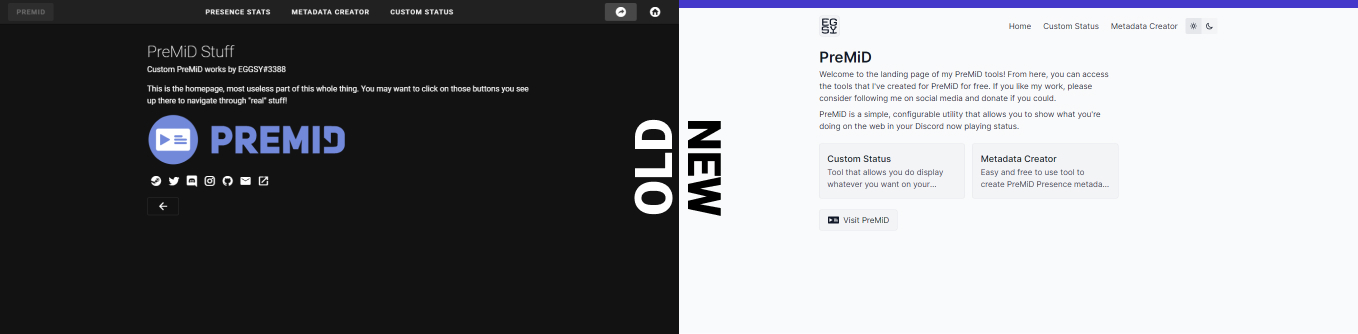 PREMID
PRESENCE STATS
METADATA CREATOR
CUSTOM STATUS
PreMiD Stuff
Custom PreMiD works by EGGSY#3388
This is the homepage, most useless part of this whole thing. You may want to click on those buttons you see
up there to navigate through "real" stuff!
PREMID
OLD
NEW
EG
GSY
Home
Custom Status
Metadata Creator
PreMiD
Welcome to the landing page of my PreMiD tools! From here, you can access
the tools that I've created for PreMiD for free. If you like my work, please
consider following me on social media and donate if you could.
PreMiD is a simple, configurable utility that allows you to show what you're
doing on the web in your Discord now playing status.
Custom Status
Tool that allows you do display
whatever you want on your...
Metadata Creator
Easy and free to use tool to
create PreMiD Presence metada...
Visit PreMiD